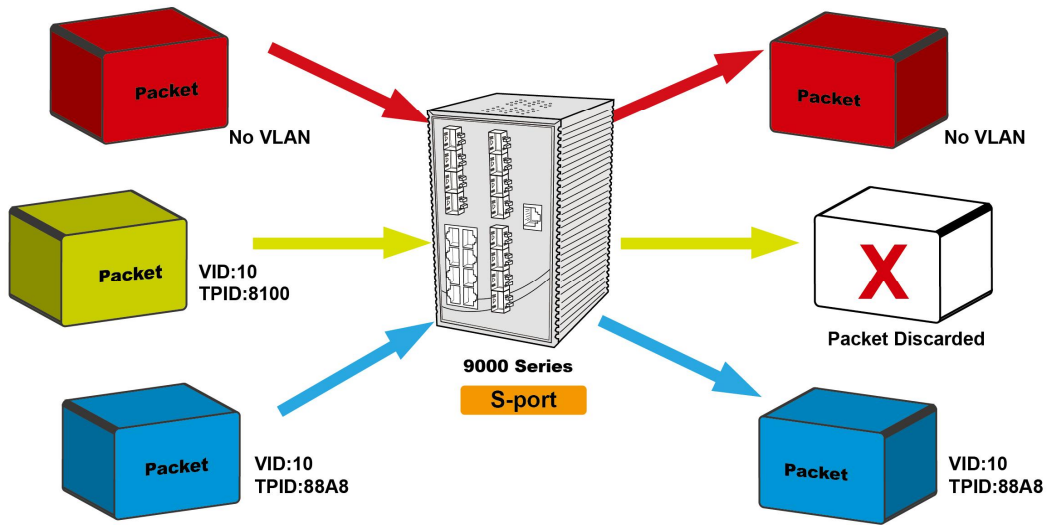 Packet
No VLAN
Packet
No VLAN
Packet
VID:10
TPID:8100
X
Packet Discarded
9000 Series
S-port
Packet
VID:10
TPID:88A8
Packet
VID:10
TPID:88A8